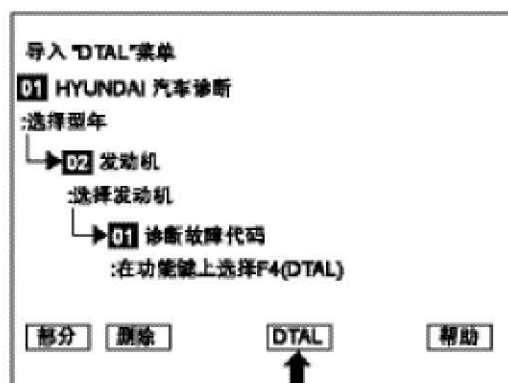 导入"DTAL"菜单
01 HYUNDAI 汽车诊断
:选择型年
02 发动机
:选择发动机
01 诊断故障代码
:在功能键上选择F4(DTAL)
部分 删除 DTAL 帮助